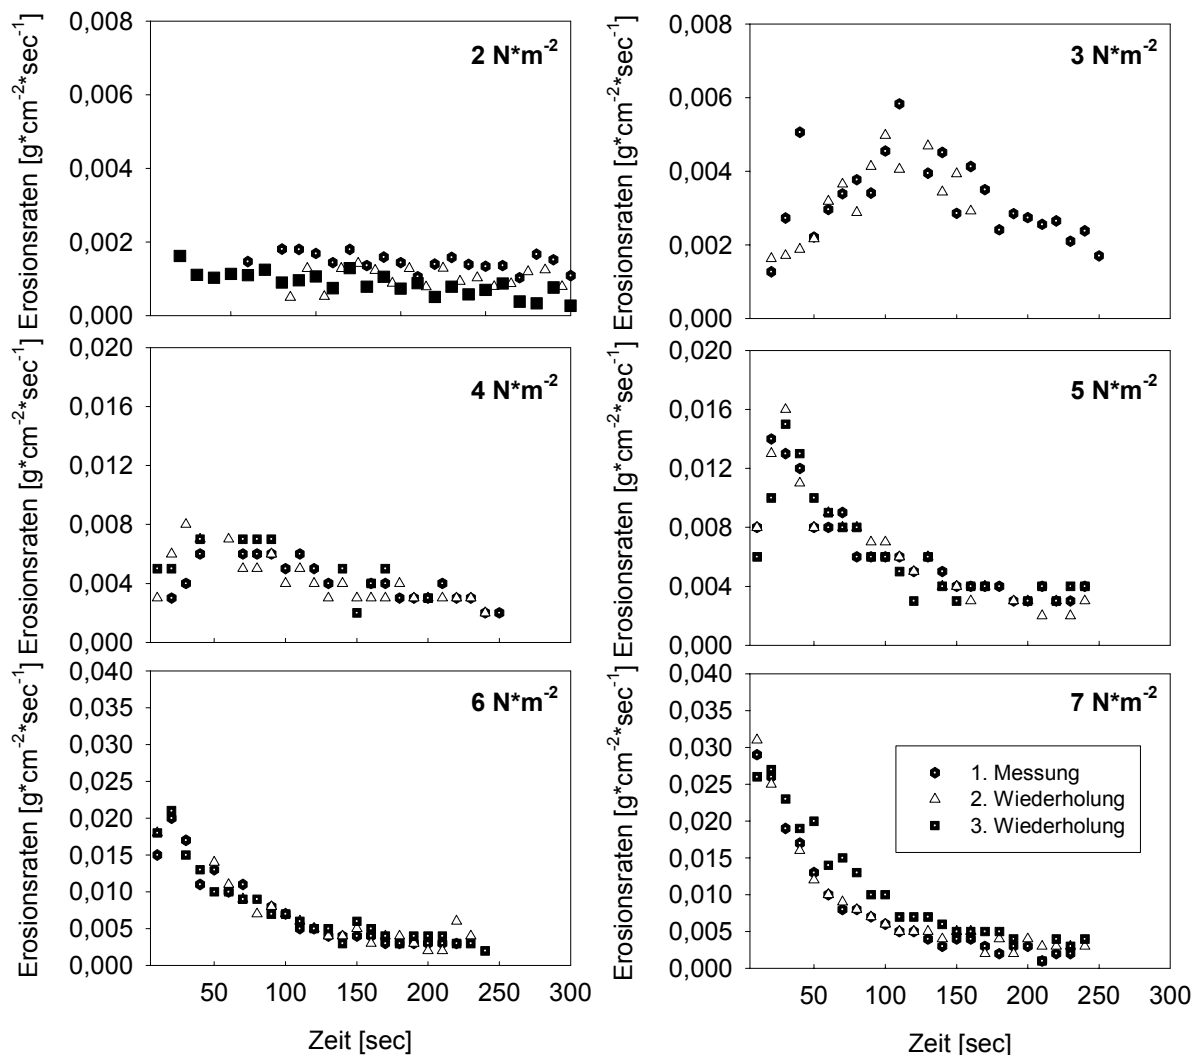 Erosionsraten [g*cm-2*sec-1]
0,008
0,006
0,004
0,002
0,000
2 N*m-2
Erosionsraten [g*cm-2*sec-1]
0,008
0,006
0,004
0,002
0,000
3 N*m-2
Erosionsraten [g*cm-2*sec-1]
0,020
0,016
0,012
0,008
0,004
0,000
4 N*m-2
Erosionsraten [g*cm-2*sec-1]
0,020
0,016
0,012
0,008
0,004
0,000
5 N*m-2
Erosionsraten [g*cm-2*sec-1]
0,040
0,035
0,030
0,025
0,020
0,015
0,010
0,005
0,000
6 N*m-2
50 100 150 200 250 300
Zeit [sec]
Erosionsraten [g*cm-2*sec-1]
0,040
0,035
0,030
0,025
0,020
0,015
0,010
0,005
0,000
7 N*m-2
1. Messung
2. Wiederholung
3. Wiederholung
50 100 150 200 250 300
Zeit [sec]